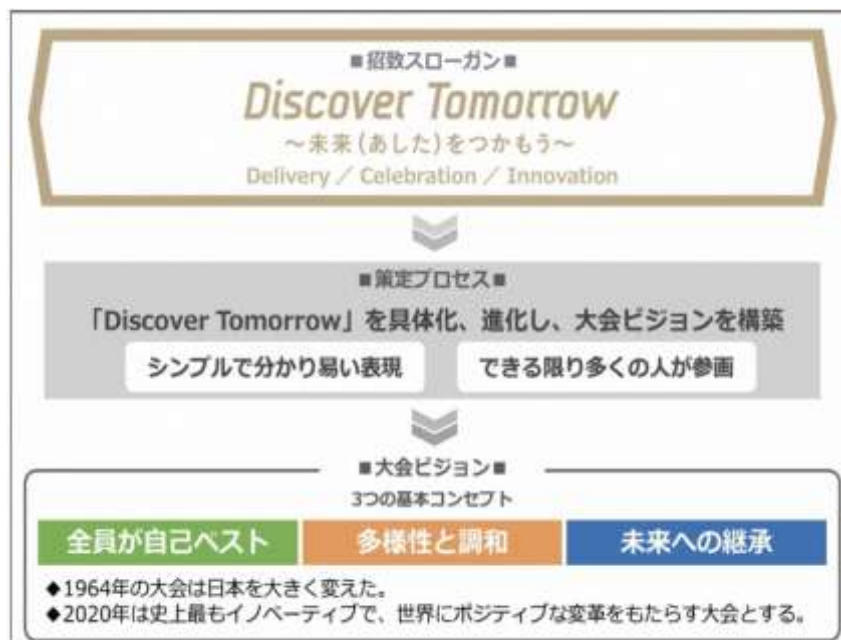 ■招数スローガン■
Discover Tomorrow
～未来(あした)をつかもう～
Delivery ／ Celebration ／ Innovation
■策定プロセス■
「Discover Tomorrow」を具体化、進化し、大会ビジョンを構築
シンプルで分かり易い表現 できる限り多くの人が参画
■大会ビジョン■
3つの基本コンセプト
全員が自己ベスト 多様性と調和 未来への継承
◆1964年の大会は日本を大きく変えた。
◆2020年は史上最もイノベーティブで、世界にポジティブな変革をもたらす大会とする。